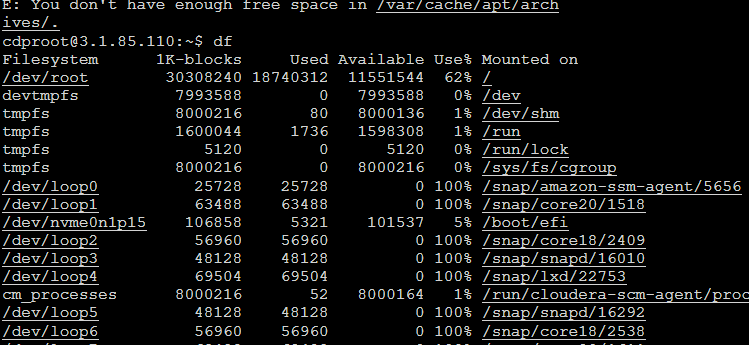 E: You don't have enough free space in /var/cache/apt/arch
ives/.
cdproot@3.1.85.110:~$ df
Filesystem 1K-blocks Used Available Use% Mounted on
/dev/root 30308240 18740312 11551544 62% /
devtmpfs 7993588 0 7993588 0% /dev
tmpfs 8000216 80 8000136 1% /dev/shm
tmpfs 1600044 1736 1598308 1% /run
tmpfs 5120 0 5120 0% /run/lock
tmpfs 8000216 0 8000216 0% /sys/fs/cgroup
/dev/loop0 25728 25728 0 100% /snap/amazon-ssm-agent/5656
/dev/loop1 63488 63488 0 100% /snap/core20/1518
/dev/nvme0n1p15 106858 5321 101537 5% /boot/efi
/dev/loop2 56960 56960 0 100% /snap/core18/2409
/dev/loop3 48128 48128 0 100% /snap/snapd/16010
/dev/loop4 69504 69504 0 100% /snap/lxd/22753
cm_processes 8000216 52 8000164 1% /run/cloudera-scm-agent/proc
/dev/loop5 48128 48128 0 100% /snap/snapd/16292
/dev/loop6 56960 56960 0 100% /snap/core18/2538